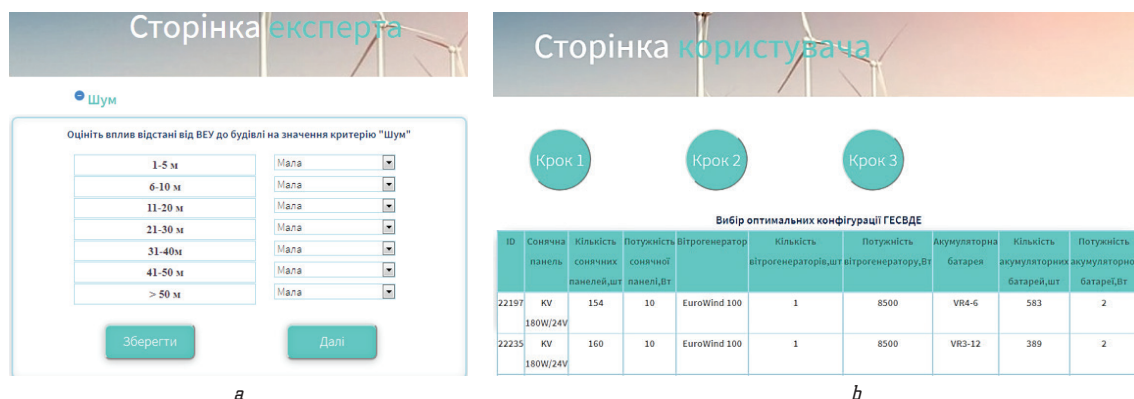 Сторінка експерта
Шум
Оцініть вплив відстані від ВЕУ до будівлі на значення критерію "Шум"
1-5 м Мала
6-10 м Мала
11-20 м Мала
21-30 м Мала
31-40м Мала
41-50 м Мала
> 50 м Мала
Зберегти Далі
a
Сторінка користувача
Крок 1 Крок 2 Крок 3
Вибір оптимальних конфігурації ГЕСВДЕ
ID Сонячна Кількість Потужність Вітрогенератор Кількість Потужність Акумуляторна Кількість Потужність
панель сонячних сонячної вітрогенераторів,шт вітрогенератору,Вт батарея акумуляторних акумуляторно
панелей,шт панелі,Вт батарей,шт батареї,Вт
22197 KV 154 10 EuroWind 100 1 8500 VR4-6 583 2
180W/24V
22235 KV 160 10 EuroWind 100 1 8500 VR3-12 389 2
180W/24V
b